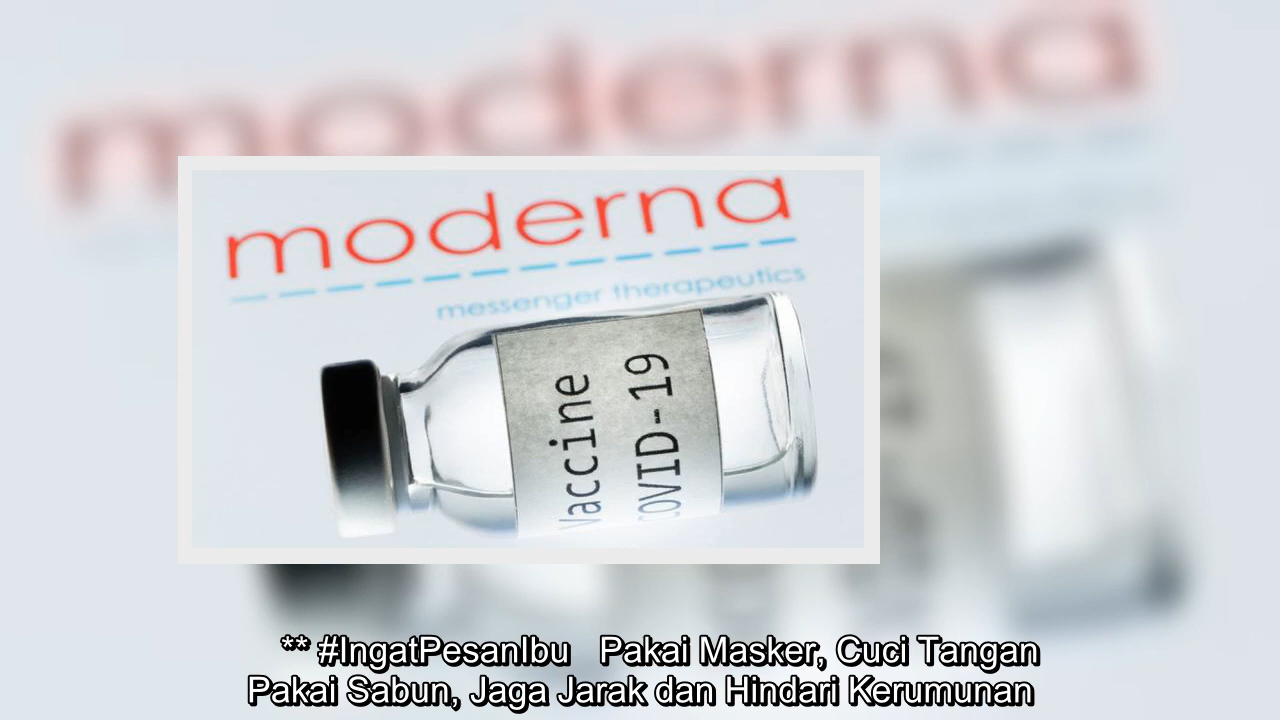 moderna
messenger therapeutics
Vaccine
COVID-19
** #IngatPesanIbu Pakai Masker, Cuci Tangan
Pakai Sabun, Jaga Jarak dan Hindari Kerumunan